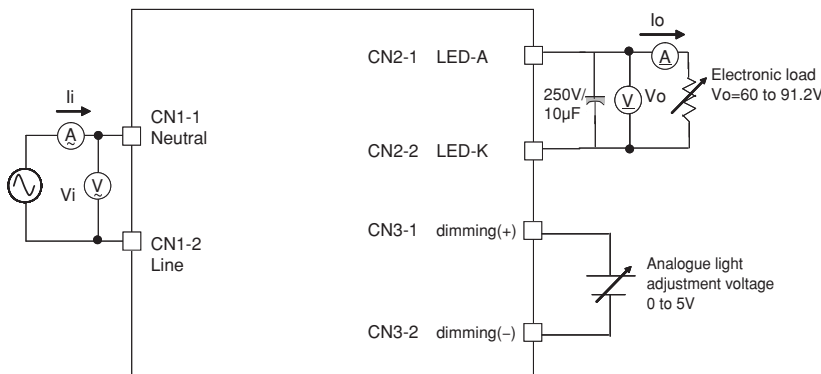 Io
CN2-1 LED-A
A
Electronic load
Vo=60 to 91.2V
250V/
10µF
V
Vo
Ii
CN1-1
Neutral
A
CN2-2 LED-K
Vi
V
CN1-2
Line
CN3-1 dimming(+)
Analogue light
adjustment voltage
0 to 5V
CN3-2 dimming(−)